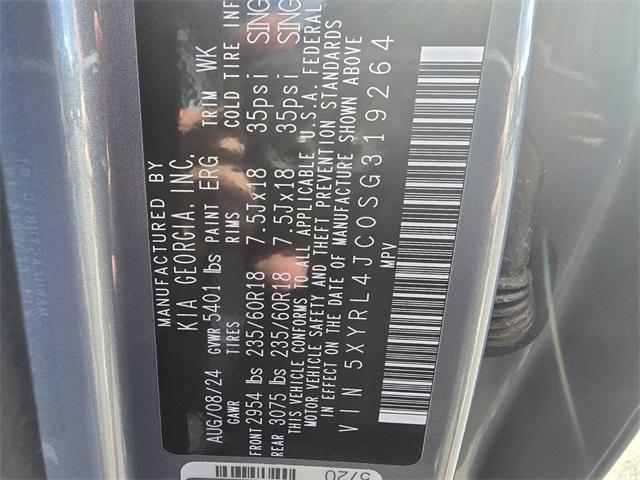 MANUFACTURED BY
KIA GEORGIA, INC.
AUG/08/24 GVWR 5401 lbs PAINT ERG TRIM WK
GAWR TIRES RIMS COLD TIRE INF
FRONT 2954 lbs 235/60R18 7.5Jx18 35psi SING
REAR 3075 lbs 235/60R18 7.5Jx18 35psi SING
THIS VEHICLE CONFORMS TO ALL APPLICABLE U.S.A. FEDERAL
MOTOR VEHICLE SAFETY AND THEFT PREVENTION STANDARDS
IN EFFECT ON THE DATE OF MANUFACTURE SHOWN ABOVE
VIN 5XYRL4JC0SG319264
MPV
5/20